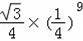 √3/4 × (1/4)^9